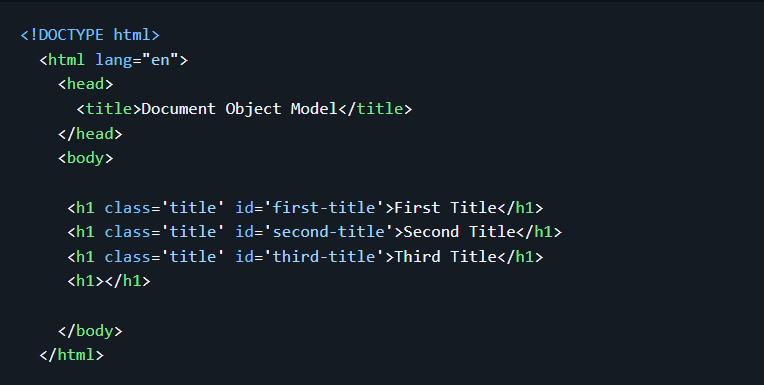 <!DOCTYPE html>
<html lang="en">
<head>
<title>Document Object Model</title>
</head>
<body>
<h1 class='title' id='first-title'>First Title</h1>
<h1 class='title' id='second-title'>Second Title</h1>
<h1 class='title' id='third-title'>Third Title</h1>
<h1></h1>
</body>
</html>